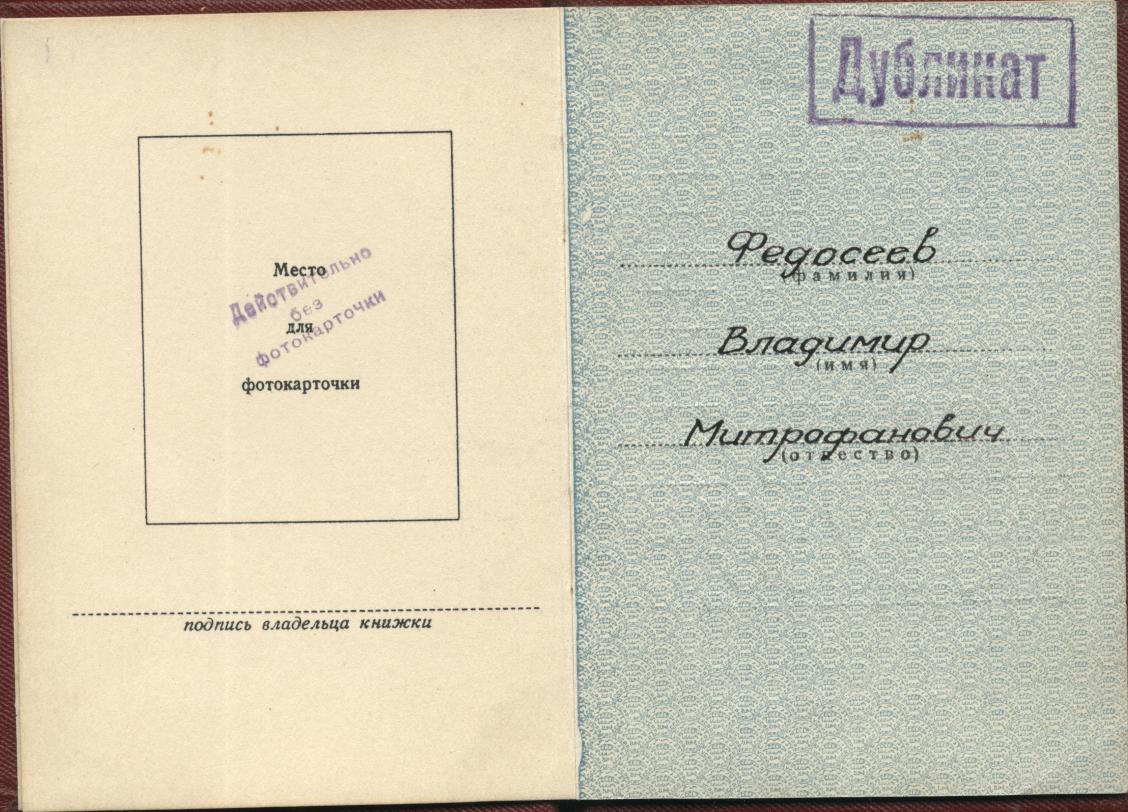 Место
для
фотокарточки
Действительно
без
фотокарточки
подпись владельца книжки
Дубликат
Федосеев
(фамилия)
Владимир
(имя)
Митрофанович
(отчество)